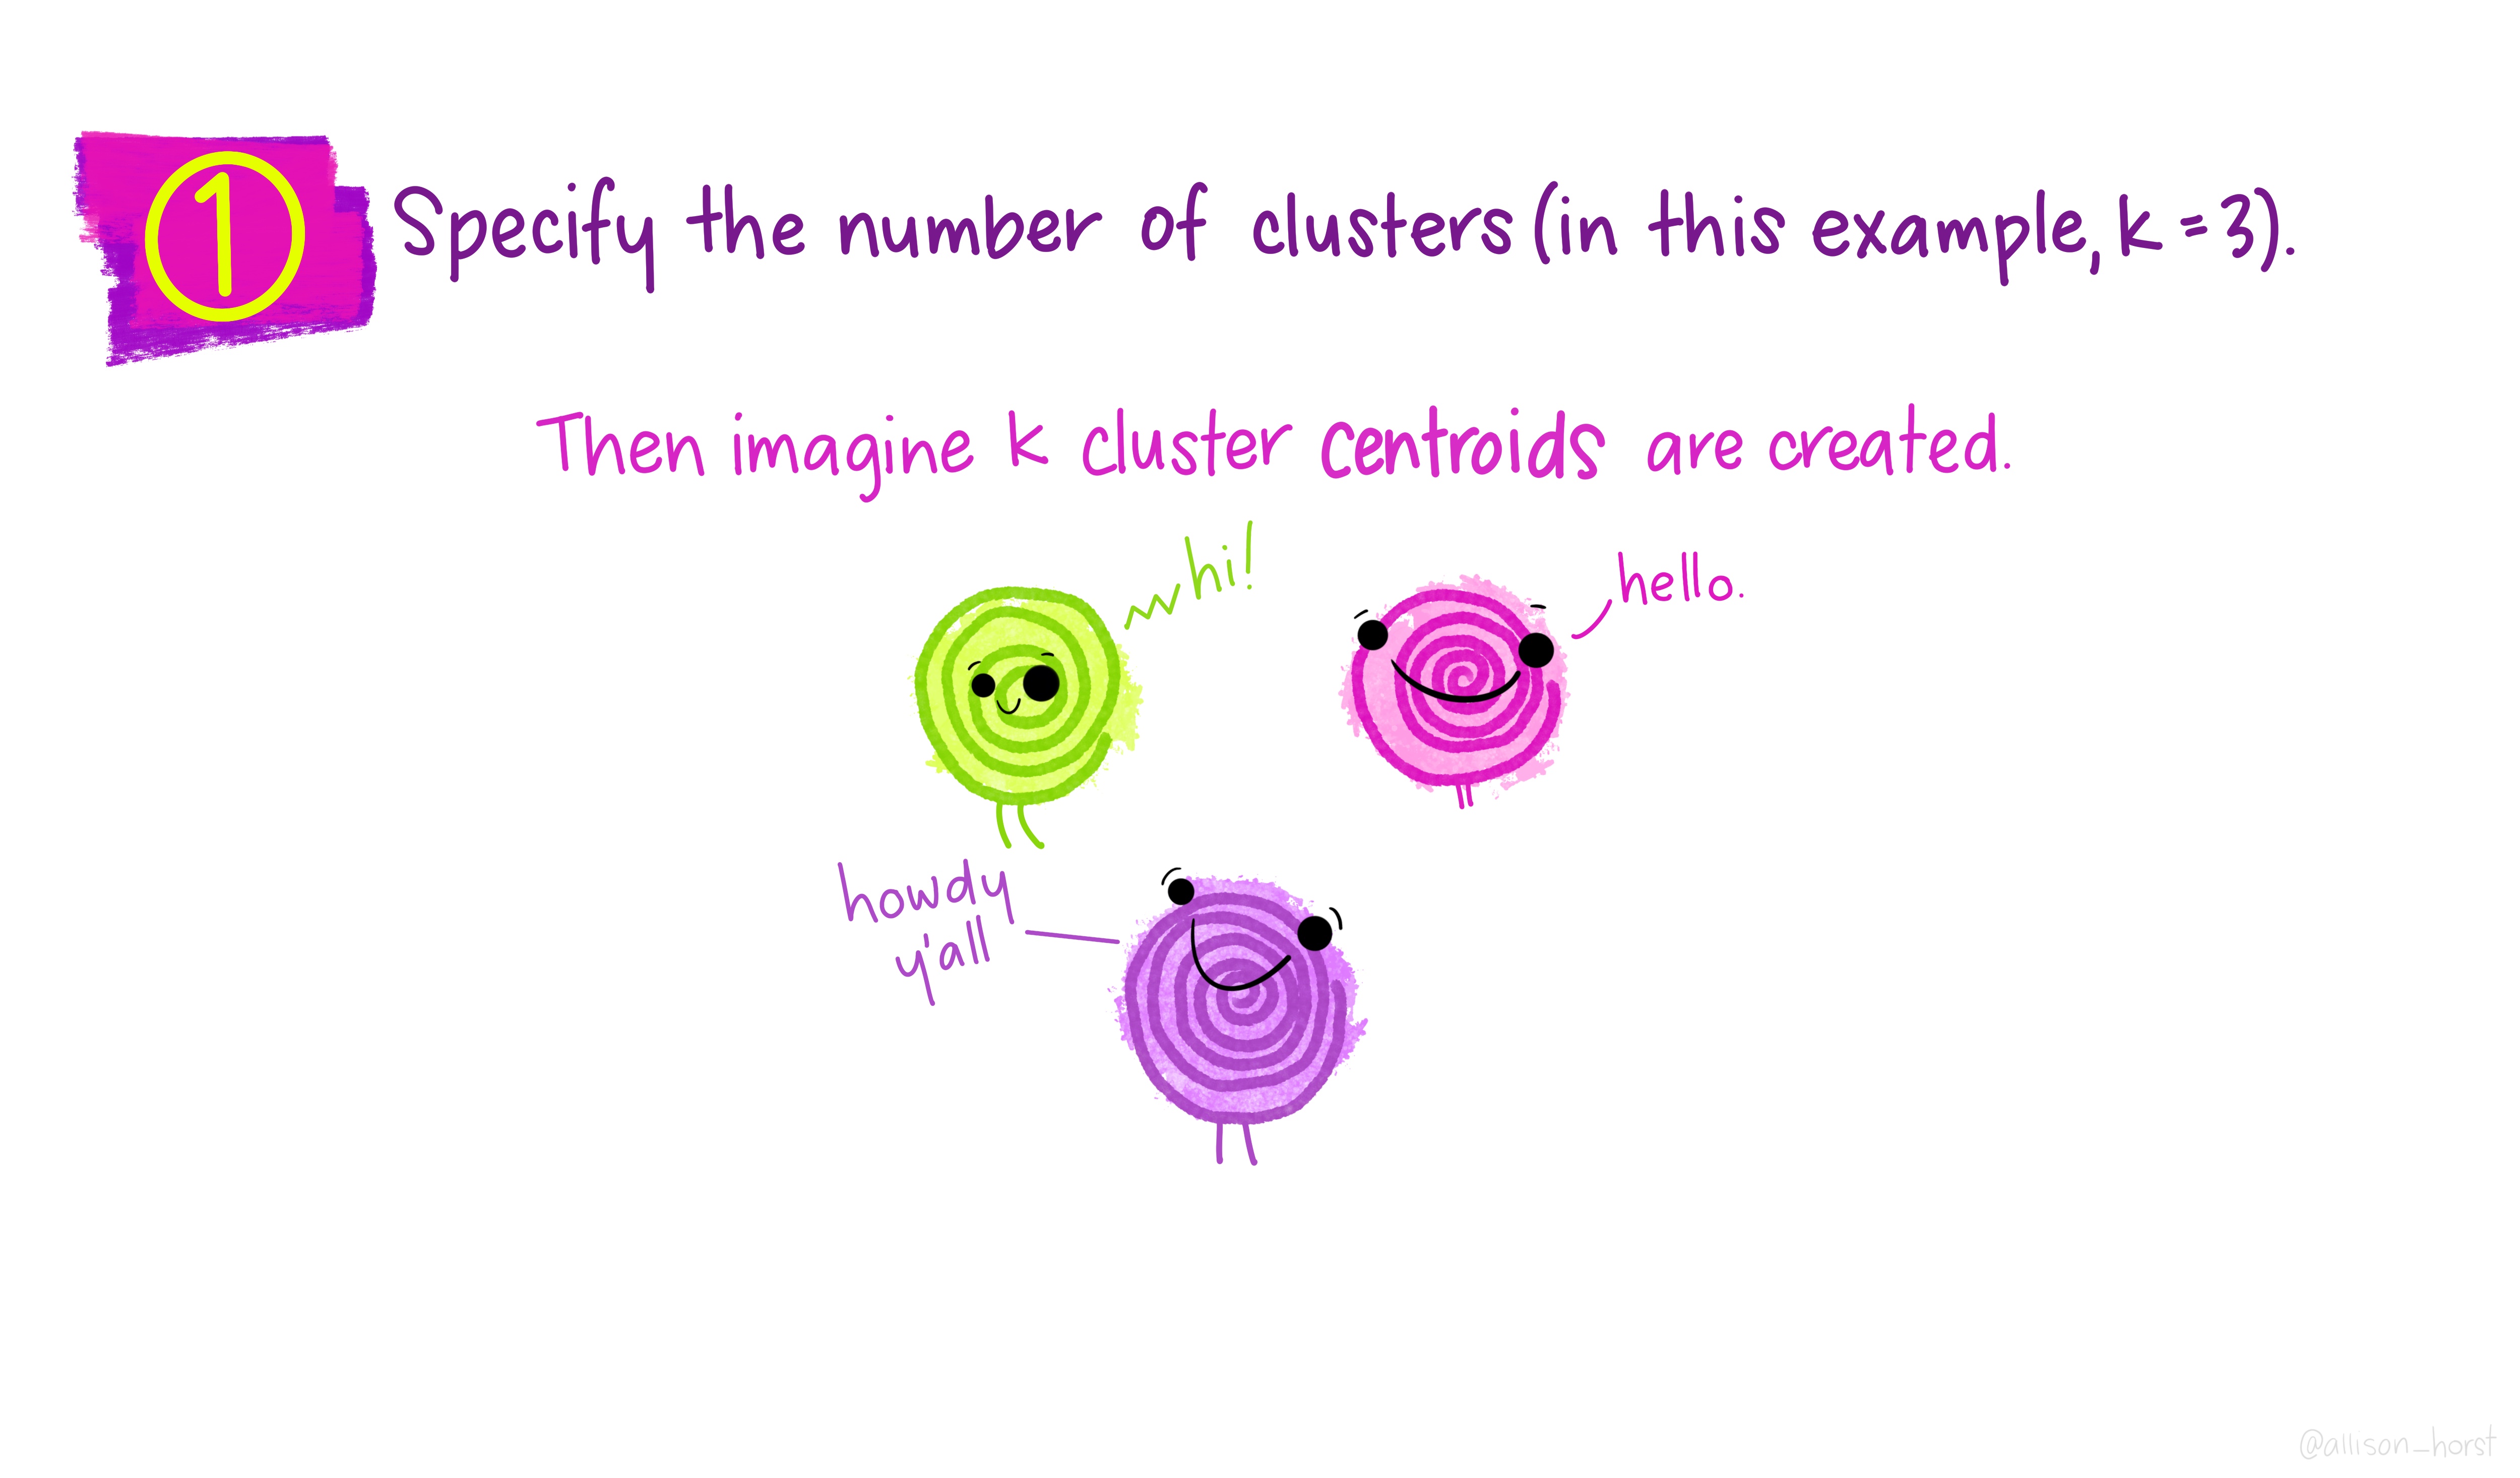 1
Specify the number of clusters (in this example, k = 3).
Then imagine k cluster centroids are created.
hi!
hello.
howdy
y'all
@allison_horst